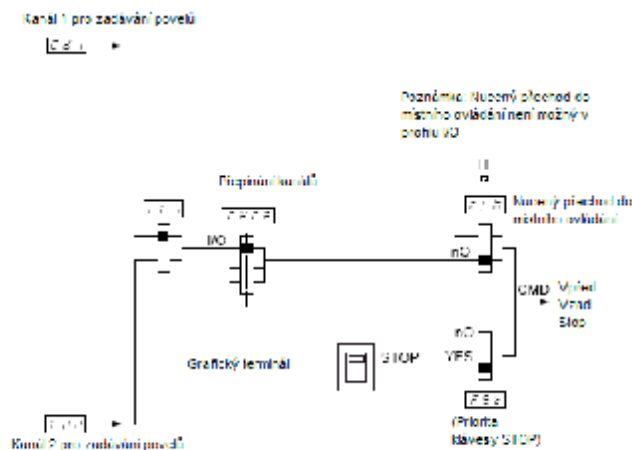 Kanál 1 pro zadávání povelů
Poznámka: Nucený přechod do
místního ovládání není možný v
profilu I/O
Přepínání kanálů
Nucený přechod do
místního ovládání
I/O
nO
CMD
Vpřed
Vzad
Stop
nO
YES
Grafický terminál
STOP
(Priorita
klávesy STOP)
Kanál 2 pro zadávání povelů